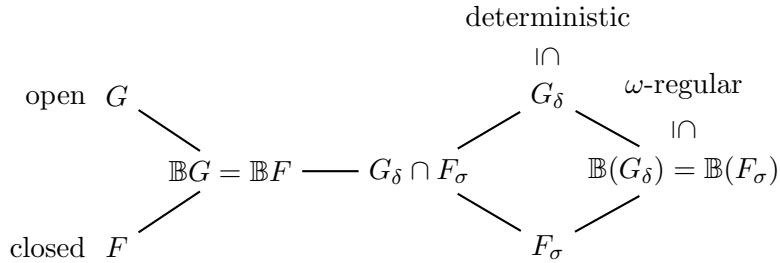 deterministic
I∩
open G
G_δ
ω-regular
I∩
𝔹G = 𝔹F
G_δ ∩ F_σ
𝔹(G_δ) = 𝔹(F_σ)
closed F
F_σ